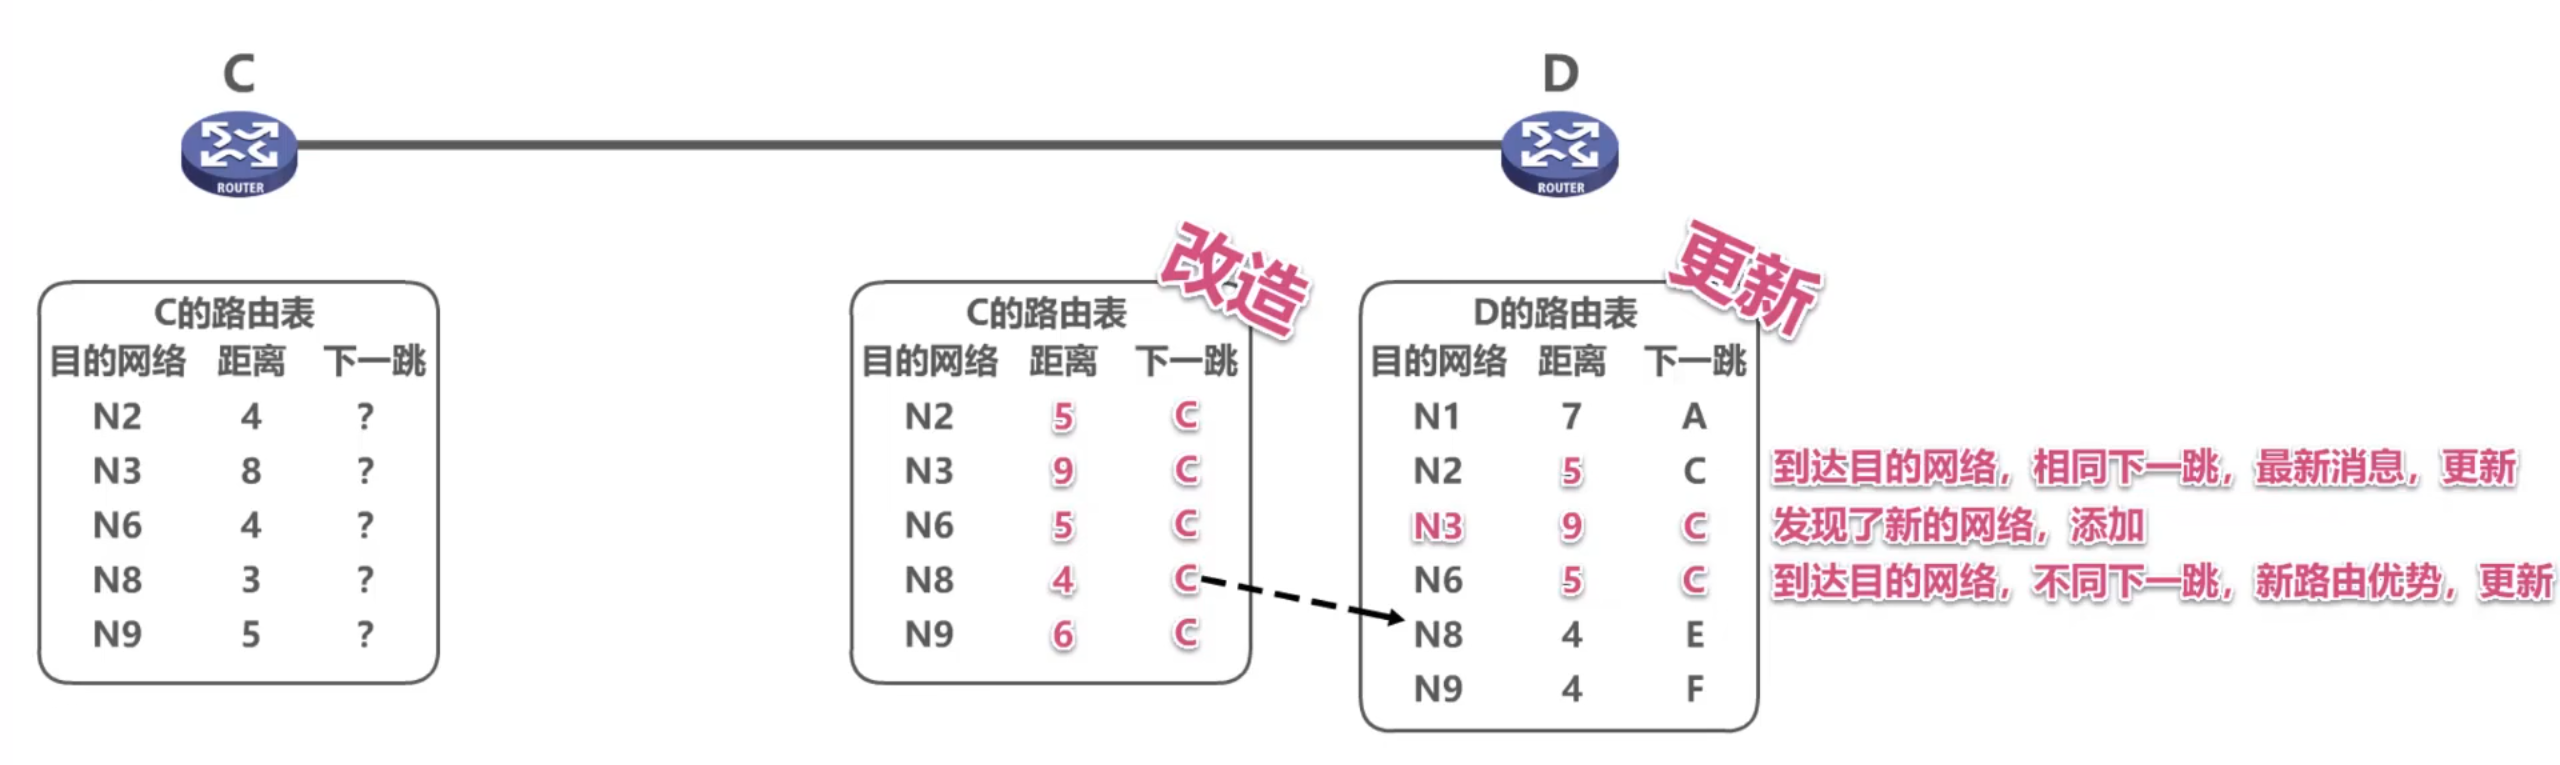 C
D
ROUTER
ROUTER
改造
更新
C的路由表
目的网络 距离 下一跳
N2 4 ?
N3 8 ?
N6 4 ?
N8 3 ?
N9 5 ?
C的路由表
目的网络 距离 下一跳
N2 5 C
N3 9 C
N6 5 C
N8 4 C
N9 6 C
D的路由表
目的网络 距离 下一跳
N1 7 A
N2 5 C
N3 9 C
N6 5 C
N8 4 E
N9 4 F
到达目的网络，相同下一跳，最新消息，更新
发现了新的网络，添加
到达目的网络，不同下一跳，新路由优势，更新